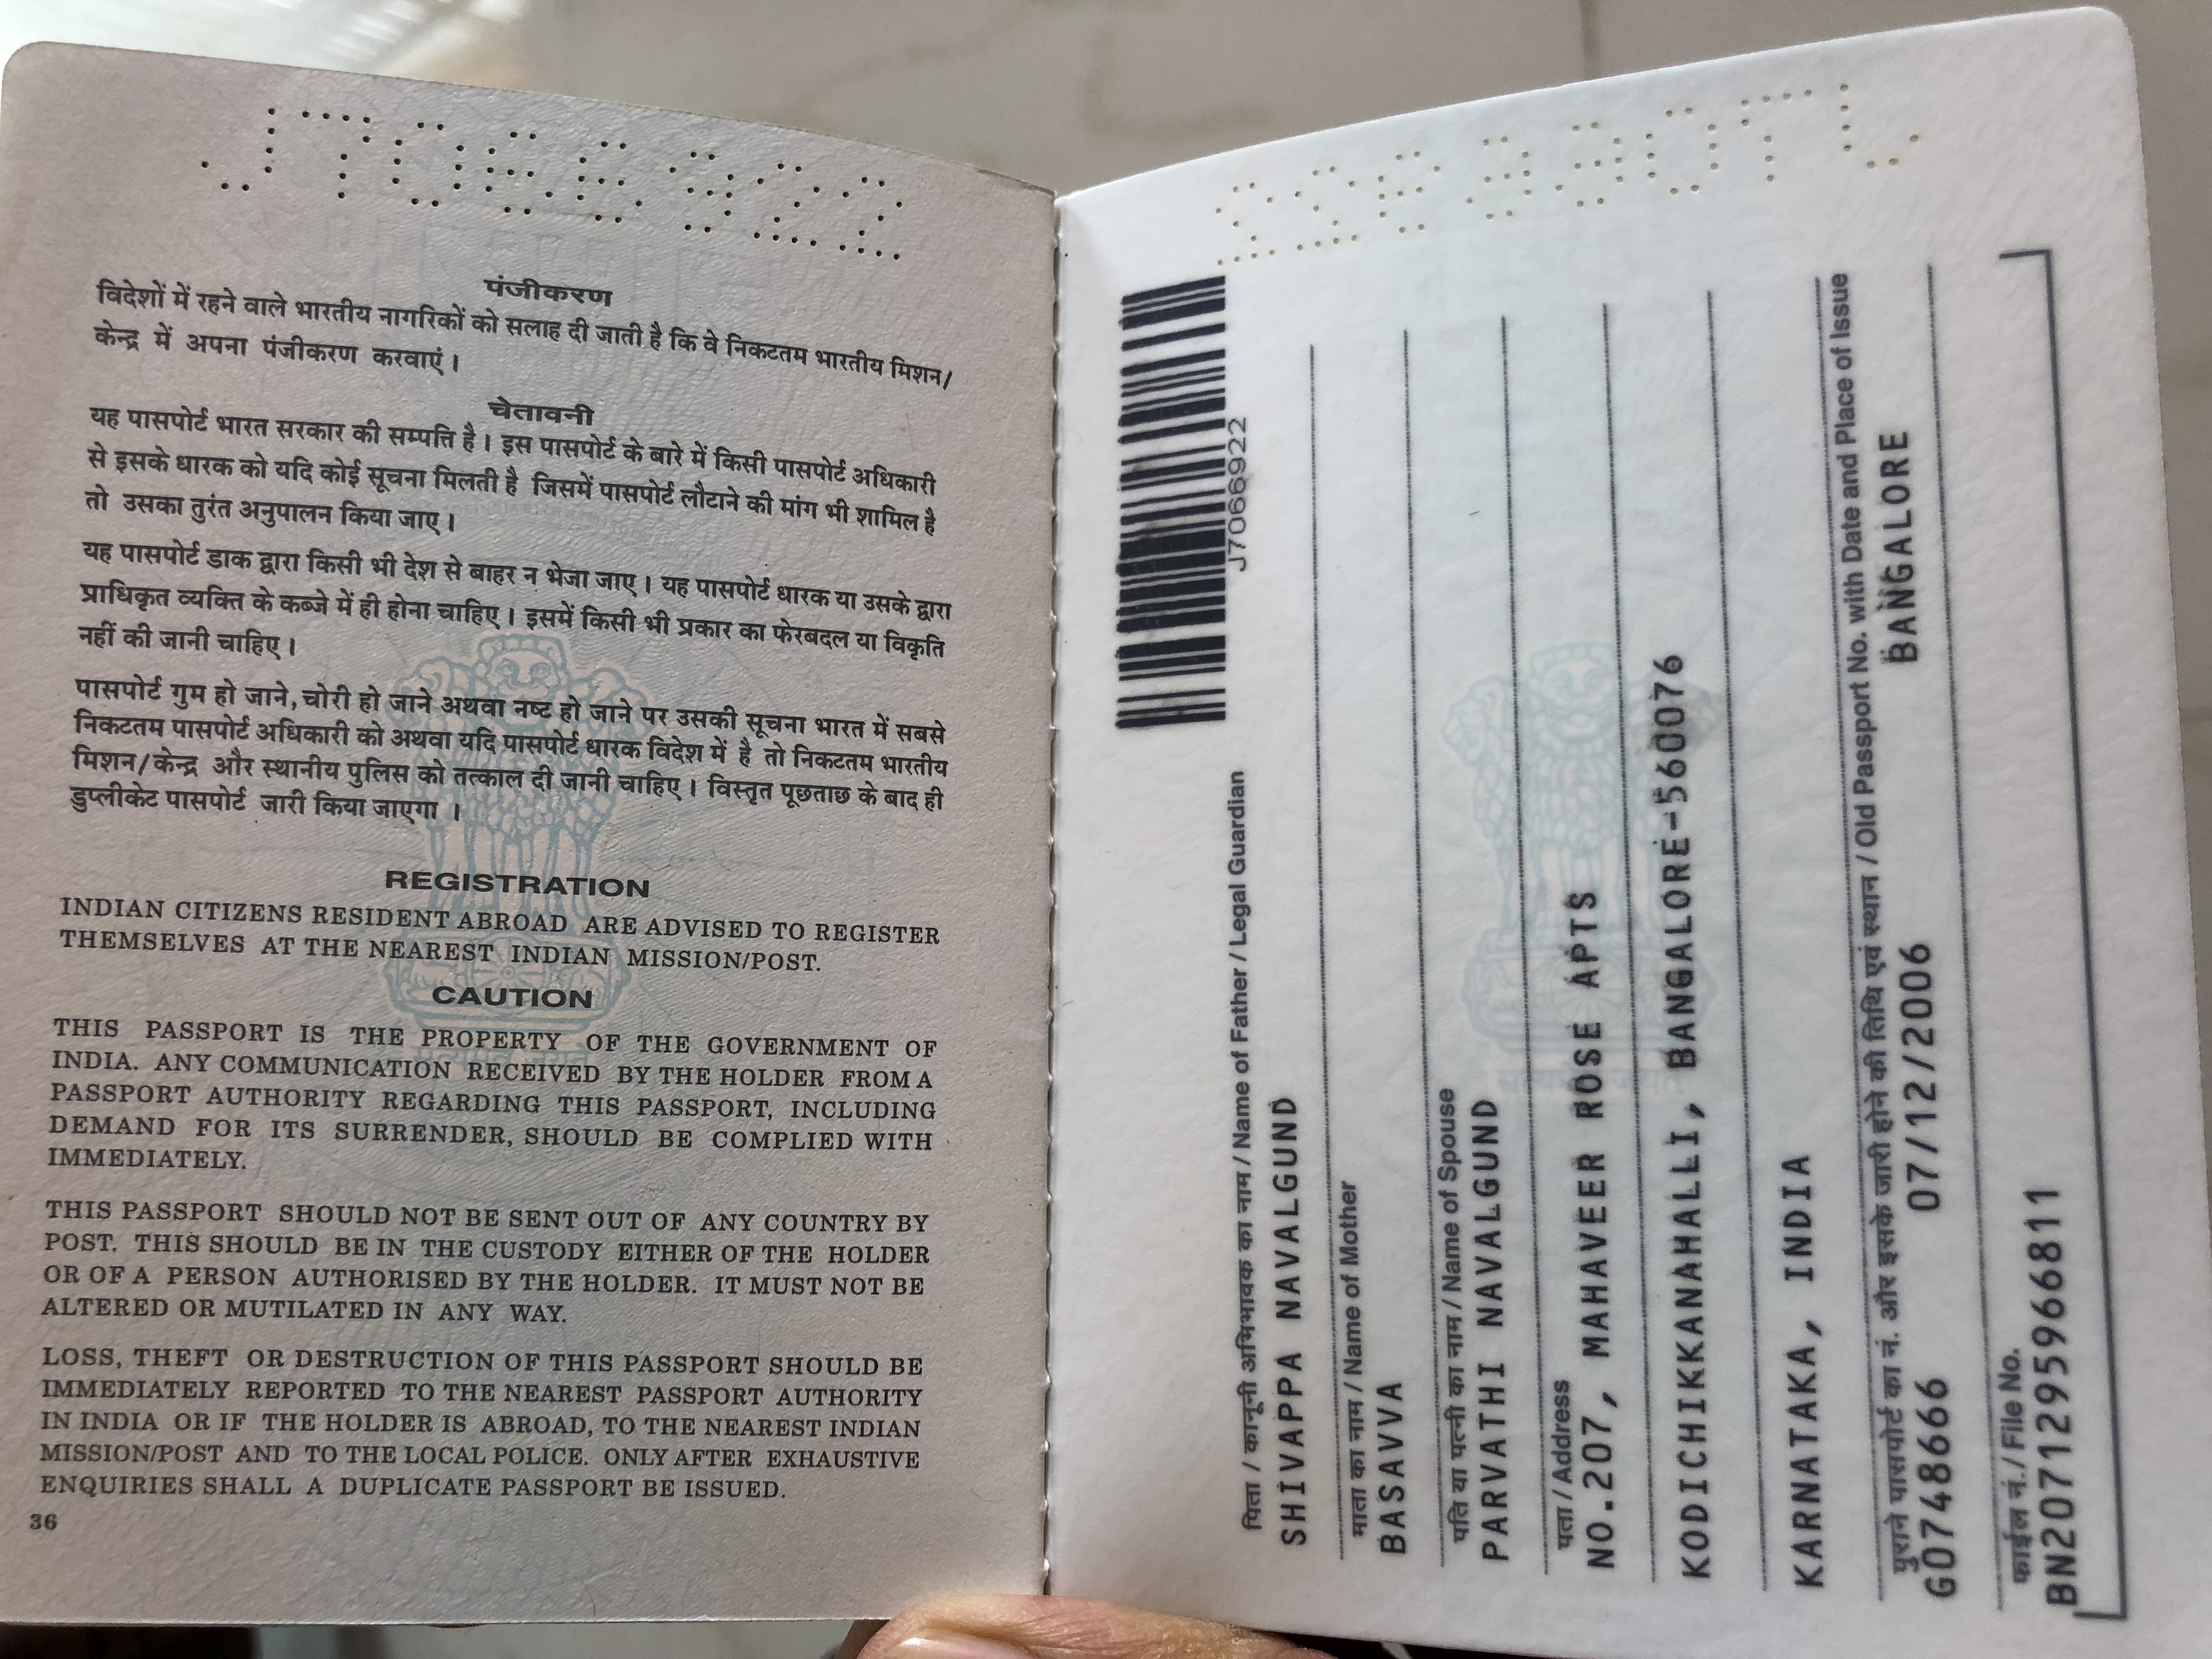 पंजीकरण
विदेशों में रहने वाले भारतीय नागरिकों को सलाह दी जाती है कि वे निकटतम भारतीय मिशन/
केन्द्र में अपना पंजीकरण करवाएं ।
चेतावनी
यह पासपोर्ट भारत सरकार की सम्पत्ति है । इस पासपोर्ट के बारे में किसी पासपोर्ट अधिकारी
से इसके धारक को यदि कोई सूचना मिलती है जिसमें पासपोर्ट लौटाने की मांग भी शामिल है
तो उसका तुरंत अनुपालन किया जाए ।
यह पासपोर्ट डाक द्वारा किसी भी देश से बाहर न भेजा जाए । यह पासपोर्ट धारक या उसके द्वारा
प्राधिकृत व्यक्ति के कब्जे में ही होना चाहिए । इसमें किसी भी प्रकार का फेरबदल या विकृति
नहीं की जानी चाहिए ।
पासपोर्ट गुम हो जाने, चोरी हो जाने अथवा नष्ट हो जाने पर उसकी सूचना भारत में सबसे
निकटतम पासपोर्ट अधिकारी को अथवा यदि पासपोर्ट धारक विदेश में है तो निकटतम भारतीय
मिशन/केन्द्र और स्थानीय पुलिस को तत्काल दी जानी चाहिए । विस्तृत पूछताछ के बाद ही
डुप्लीकेट पासपोर्ट जारी किया जाएगा ।
REGISTRATION
INDIAN CITIZENS RESIDENT ABROAD ARE ADVISED TO REGISTER
THEMSELVES AT THE NEAREST INDIAN MISSION/POST.
CAUTION
THIS PASSPORT IS THE PROPERTY OF THE GOVERNMENT OF
INDIA. ANY COMMUNICATION RECEIVED BY THE HOLDER FROM A
PASSPORT AUTHORITY REGARDING THIS PASSPORT, INCLUDING
DEMAND FOR ITS SURRENDER, SHOULD BE COMPLIED WITH
IMMEDIATELY.
THIS PASSPORT SHOULD NOT BE SENT OUT OF ANY COUNTRY BY
POST. THIS SHOULD BE IN THE CUSTODY EITHER OF THE HOLDER
OR OF A PERSON AUTHORISED BY THE HOLDER. IT MUST NOT BE
ALTERED OR MUTILATED IN ANY WAY.
LOSS, THEFT OR DESTRUCTION OF THIS PASSPORT SHOULD BE
IMMEDIATELY REPORTED TO THE NEAREST PASSPORT AUTHORITY
IN INDIA OR IF THE HOLDER IS ABROAD, TO THE NEAREST INDIAN
MISSION/POST AND TO THE LOCAL POLICE. ONLY AFTER EXHAUSTIVE
ENQUIRIES SHALL A DUPLICATE PASSPORT BE ISSUED.
36
J7066922
पिता / कानूनी अभिभावक का नाम / Name of Father / Legal Guardian
SHIVAPPA NAVALGUND
माता का नाम / Name of Mother
BASAVVA
पति या पत्नी का नाम / Name of Spouse
PARVATHI NAVALGUND
पता / Address
NO.207, MAHAVEER ROSE APTS
KODICHIKKANAHALLI, BANGALORE-560076
KARNATAKA, INDIA
पुराने पासपोर्ट का नं. और इसके जारी होने की तिथि एवं स्थान / Old Passport No. with Date and Place of Issue
G0748666 07/12/2006 BANGALORE
फाईल नं./ File No.
BN2071295966811